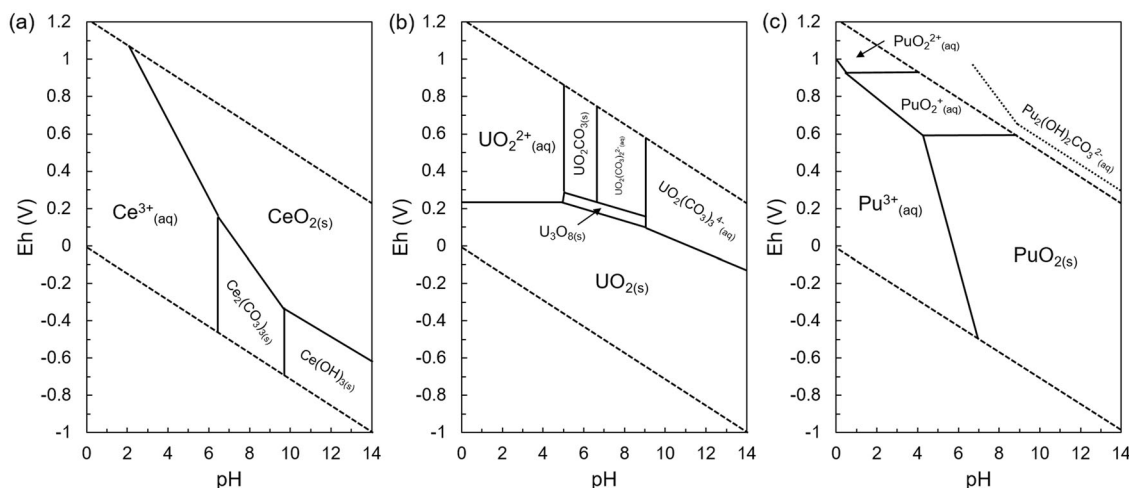 (a)
1.2
1
0.8
0.6
0.4
0.2
0
-0.2
-0.4
-0.6
-0.8
-1
Eh (V)
Ce³⁺(aq)
CeO₂(s)
Ce₂(CO₃)₃(s)
Ce(OH)₃(s)
0 2 4 6 8 10 12 14
pH
(b)
1.2
1
0.8
0.6
0.4
0.2
0
-0.2
-0.4
-0.6
-0.8
-1
Eh (V)
UO₂²⁺(aq)
UO₂CO₃(s)
UO₂(CO₃)₂²⁻(aq)
UO₂(CO₃)₃⁴⁻(aq)
U₃O₈(s)
UO₂(s)
0 2 4 6 8 10 12 14
pH
(c)
1.2
1
0.8
0.6
0.4
0.2
0
-0.2
-0.4
-0.6
-0.8
-1
Eh (V)
PuO₂²⁺(aq)
PuO₂⁺(aq)
Pu₂(OH)₂CO₃²⁻(aq)
Pu³⁺(aq)
PuO₂(s)
0 2 4 6 8 10 12 14
pH